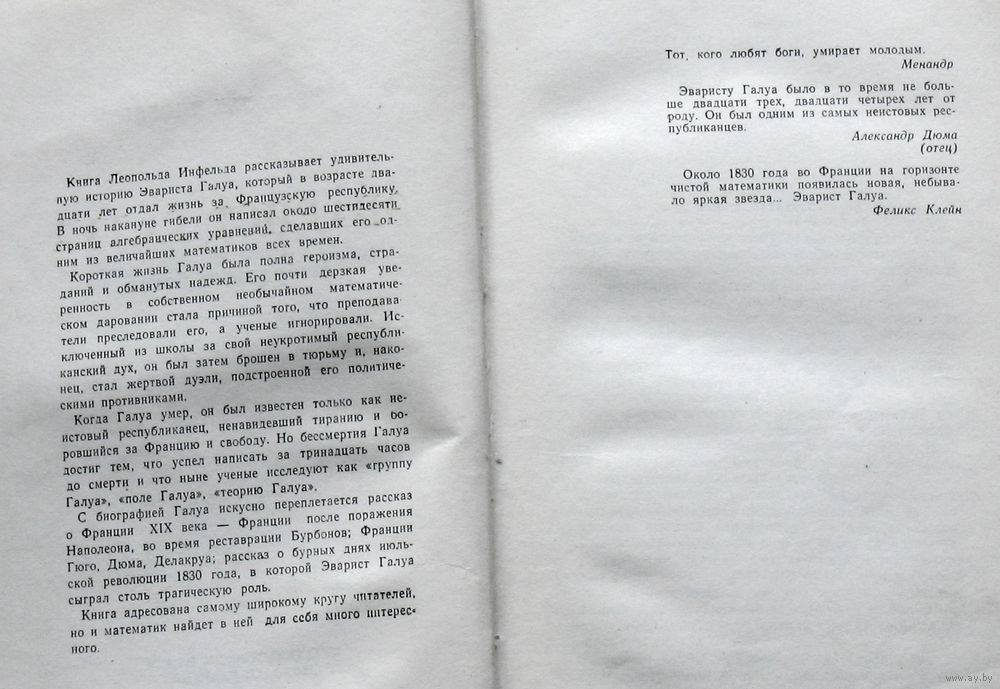 Книга Леопольда Инфельда рассказывает удивитель-
ную историю Эвариста Галуа, который в возрасте два-
дцати лет отдал жизнь за Французскую республику.
В ночь накануне гибели он написал около шестидесяти
страниц алгебраических уравнений, сделавших его од-
ним из величайших математиков всех времен.
Короткая жизнь Галуа была полна героизма, стра-
даний и обманутых надежд. Его почти дерзкая уве-
ренность в собственном необычайном математиче-
ском даровании стала причиной того, что преподава-
тели преследовали его, а ученые игнорировали. Ис-
ключенный из школы за свой неукротимый республи-
канский дух, он был затем брошен в тюрьму и, нако-
нец, стал жертвой дуэли, подстроенной его политиче-
скими противниками.
Когда Галуа умер, он был известен только как не-
истовый республиканец, ненавидевший тиранию и бо-
ровшийся за Францию и свободу. Но бессмертия Галуа
достиг тем, что успел написать за тринадцать часов
до смерти и что ныне ученые исследуют как «группу
Галуа», «поле Галуа», «теорию Галуа».
С биографией Галуа искусно переплетается рассказ
о Франции XIX века — Франции после поражения
Наполеона, во время реставрации Бурбонов; Франции
Гюго, Дюма, Делакруа; рассказ о бурных днях июль-
ской революции 1830 года, в которой Эварист Галуа
сыграл столь трагическую роль.
Книга адресована самому широкому кругу читателей,
но и математик найдет в ней для себя много интерес-
ного.
Тот, кого любят боги, умирает молодым.
Менандр
Эваристу Галуа было в то время не боль-
ше двадцати трех, двадцати четырех лет от
роду. Он был одним из самых неистовых рес-
публиканцев.
Александр Дюма
(отец)
Около 1830 года во Франции на горизонте
чистой математики появилась новая, небыва-
ло яркая звезда... Эварист Галуа.
Феликс Клейн
www.ay.by